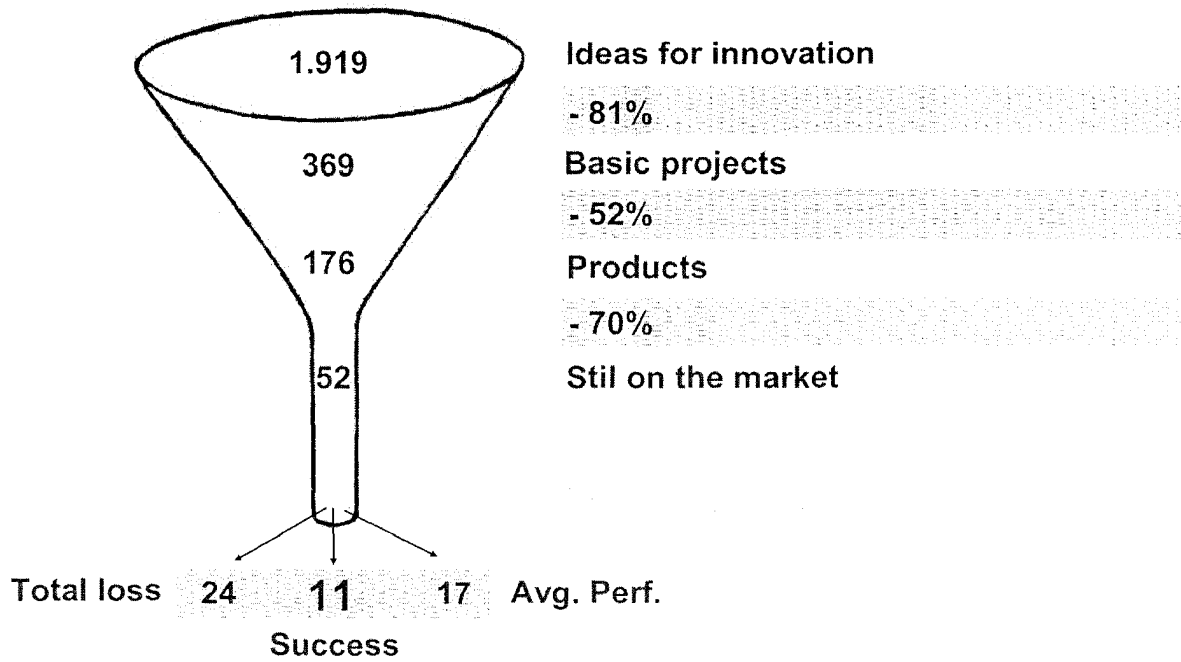 1.919 Ideas for innovation
- 81%
369 Basic projects
- 52%
176 Products
- 70%
52 Stil on the market
Total loss 24 11 17 Avg. Perf.
Success